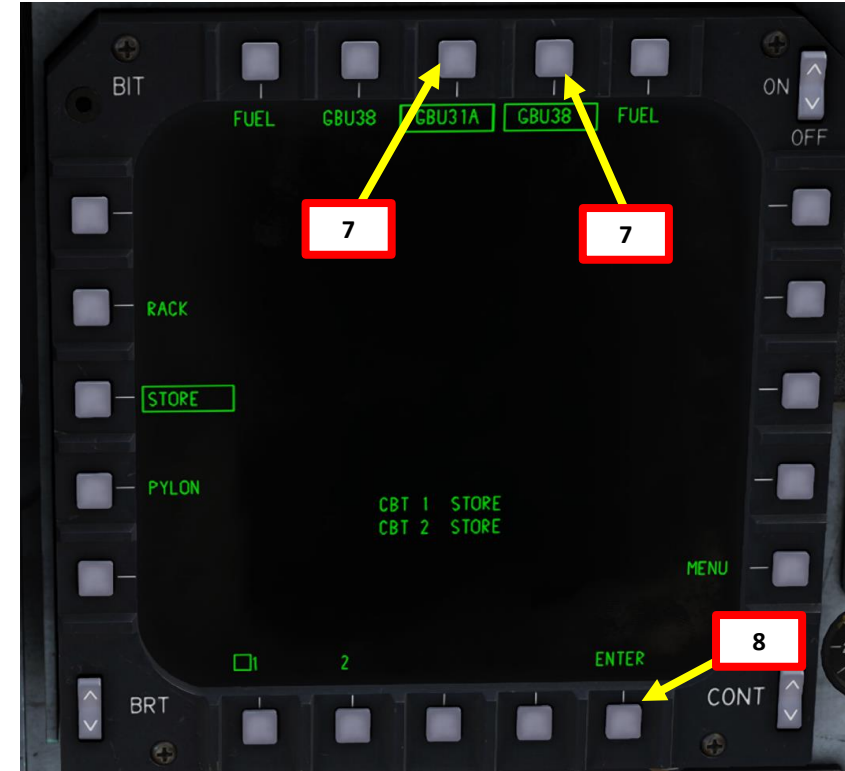 BIT
ON
OFF
FUEL GBU38 GBU31A GBU38 FUEL
7 7
RACK
STORE
PYLON
CBT 1 STORE
CBT 2 STORE
MENU
8
1 2 ENTER
BRT
CONT